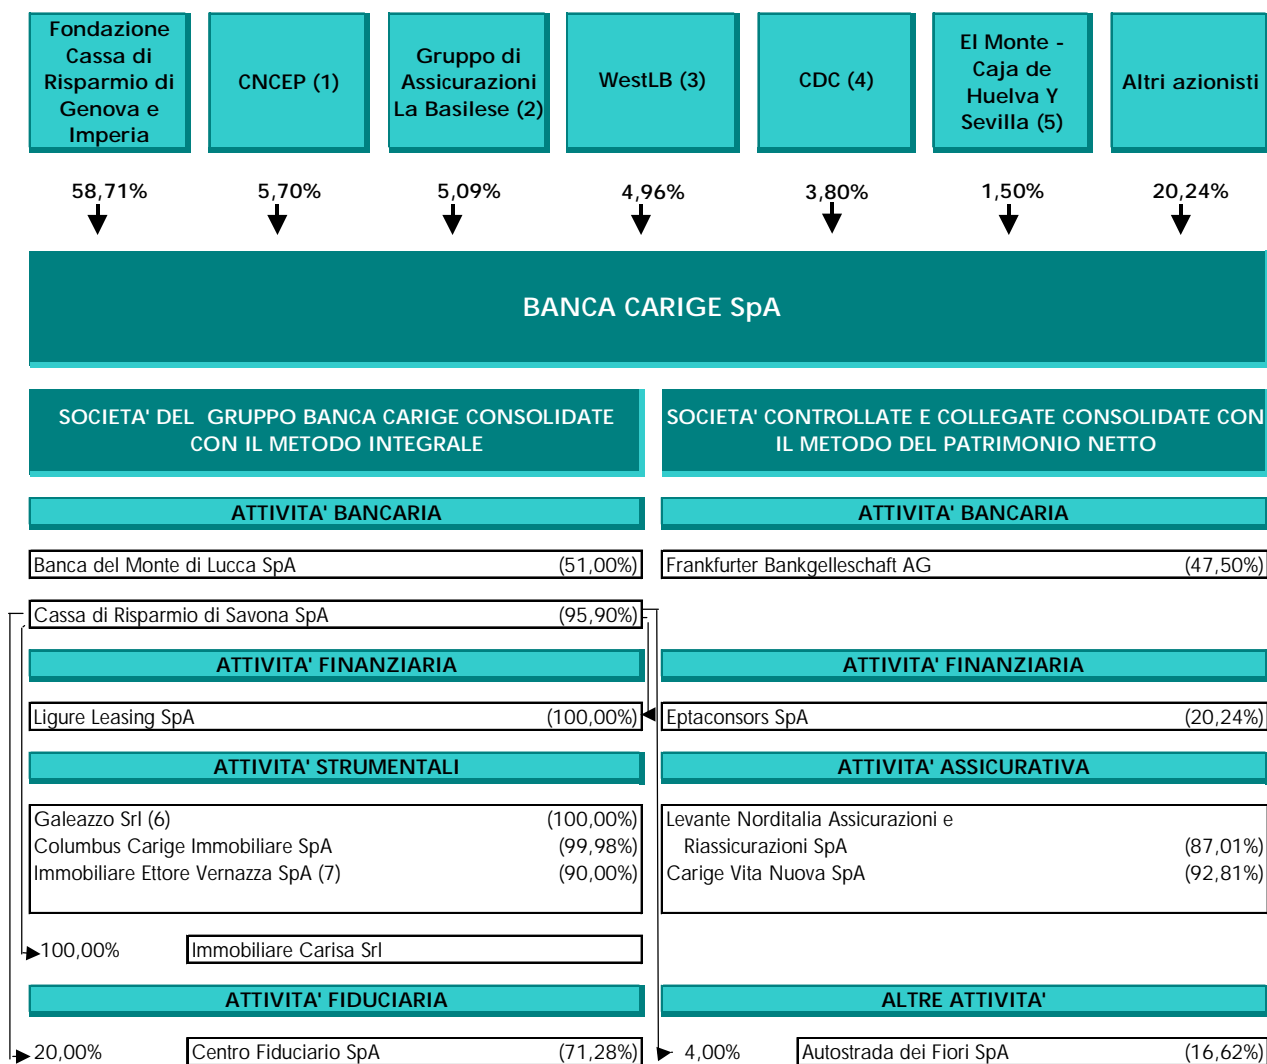 Fondazione
Cassa di
Risparmio di
Genova e
Imperia
CNCEP (1)
Gruppo di
Assicurazioni
La Basilese (2)
WestLB (3)
CDC (4)
El Monte -
Caja de
Huelva Y
Sevilla (5)
Altri azionisti
58,71%
5,70%
5,09%
4,96%
3,80%
1,50%
20,24%
BANCA CARIGE SpA
SOCIETA' DEL GRUPPO BANCA CARIGE CONSOLIDATE
CON IL METODO INTEGRALE
SOCIETA' CONTROLLATE E COLLEGATE CONSOLIDATE CON
IL METODO DEL PATRIMONIO NETTO
ATTIVITA' BANCARIA
ATTIVITA' BANCARIA
Banca del Monte di Lucca SpA (51,00%)
Frankfurter Bankgelleschaft AG (47,50%)
Cassa di Risparmio di Savona SpA (95,90%)
ATTIVITA' FINANZIARIA
ATTIVITA' FINANZIARIA
Ligure Leasing SpA (100,00%)
Eptaconsors SpA (20,24%)
ATTIVITA' STRUMENTALI
ATTIVITA' ASSICURATIVA
Galeazzo Srl (6) (100,00%)
Columbus Carige Immobiliare SpA (99,98%)
Immobiliare Ettore Vernazza SpA (7) (90,00%)
Levante Norditalia Assicurazioni e
Riassicurazioni SpA (87,01%)
Carige Vita Nuova SpA (92,81%)
100,00% Immobiliare Carisa Srl
ATTIVITA' FIDUCIARIA
ALTRE ATTIVITA'
20,00% Centro Fiduciario SpA (71,28%)
4,00% Autostrada dei Fiori SpA (16,62%)